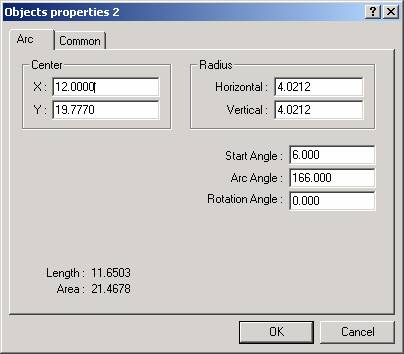 Objects properties 2
Arc Common
Center Radius
X : 12.0000 Horizontal : 4.0212
Y : 19.7770 Vertical : 4.0212
Start Angle : 6.000
Arc Angle : 166.000
Rotation Angle : 0.000
Length : 11.6503
Area : 21.4678
OK Cancel